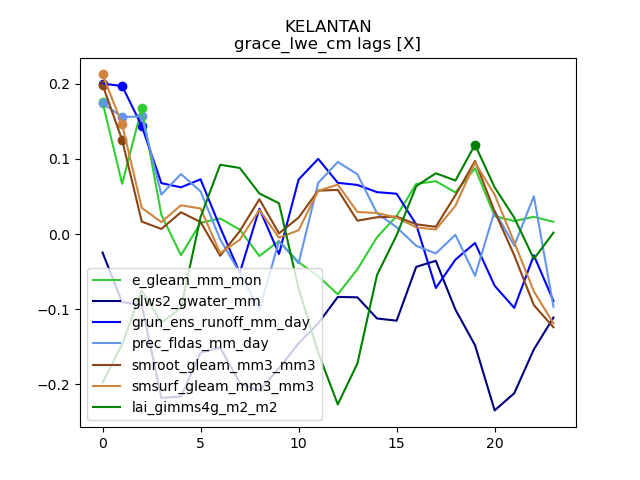 KELANTAN
grace_lwe_cm lags [X]
0.2
0.1
0.0
−0.1
−0.2
e_gleam_mm_mon
glws2_gwater_mm
grun_ens_runoff_mm_day
prec_fldas_mm_day
smroot_gleam_mm3_mm3
smsurf_gleam_mm3_mm3
lai_gimms4g_m2_m2
0 5 10 15 20